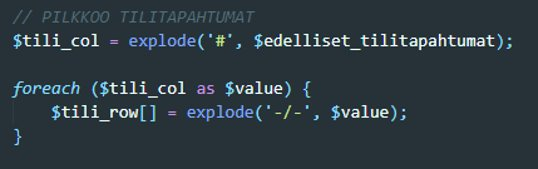 // PILKKOO TILITAPAHTUMAT
$tili_col = explode('#', $edelliset_tilitapahtumat);
foreach ($tili_col as $value) {
$tili_row[] = explode('-/-', $value);
}